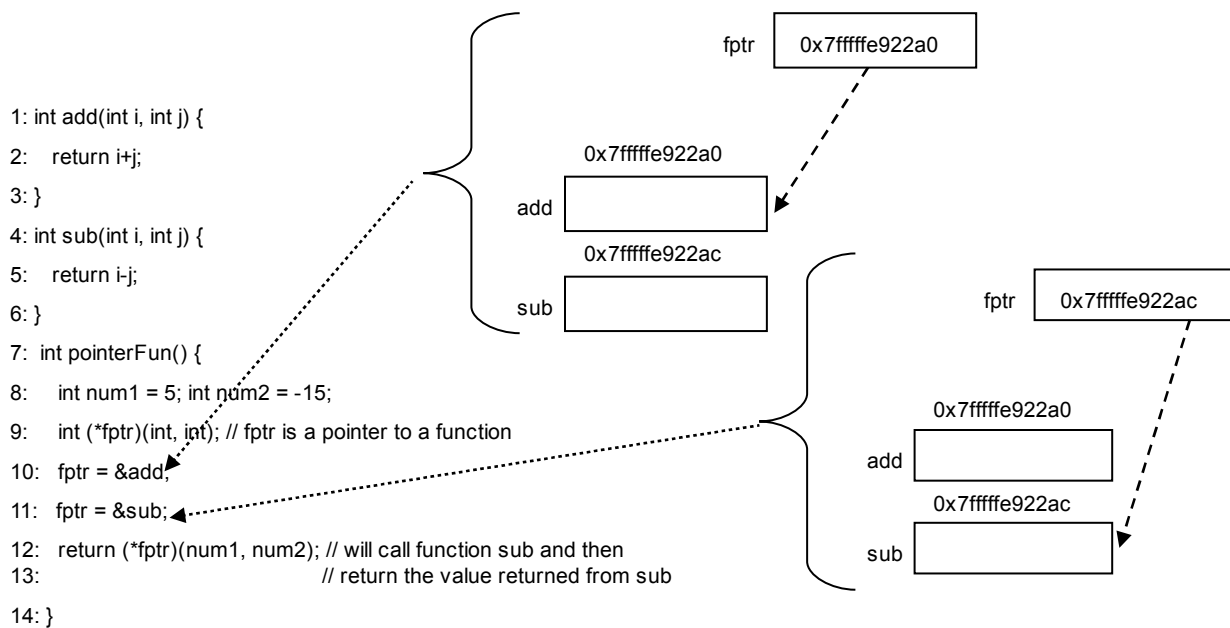 fptr 0x7fffffe922a0
1: int add(int i, int j) {
2: return i+j;
3: }
4: int sub(int i, int j) {
5: return i-j;
6: }
7: int pointerFun() {
8: int num1 = 5; int num2 = -15;
9: int (*fptr)(int, int); // fptr is a pointer to a function
10: fptr = &add;
11: fptr = &sub;
12: return (*fptr)(num1, num2); // will call function sub and then
13: // return the value returned from sub
14: }
0x7fffffe922a0
add
0x7fffffe922ac
sub
fptr 0x7fffffe922ac
0x7fffffe922a0
add
0x7fffffe922ac
sub